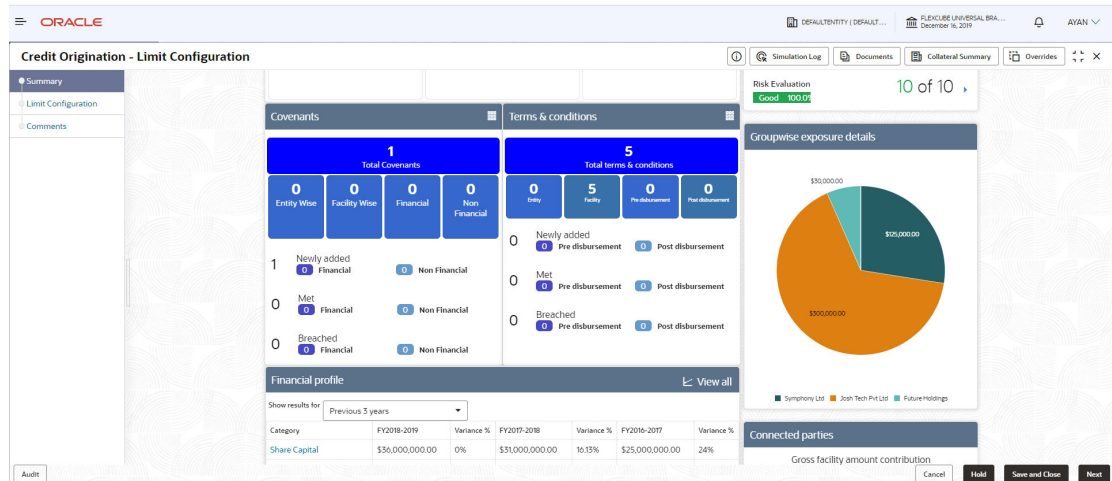 ORACLE
DEFAULTENTITY ( DEFAULT...
FLEXCUBE UNIVERSAL BRA...
December 16, 2019
AYAN
Credit Origination - Limit Configuration
Simulation Log
Documents
Collateral Summary
Overrides
Summary
Limit Configuration
Comments
Risk Evaluation
Good 100.0%
10 of 10
Covenants
1
Total Covenants
0 0 0 0
Entity Wise Facility Wise Financial Non Financial
1 Newly added
0 Financial 0 Non Financial
0 Met
0 Financial 0 Non Financial
0 Breached
0 Financial 0 Non Financial
Terms & conditions
5
Total terms & conditions
0 5 0 0
Entity Facility Pre disbursement Post disbursement
0 Newly added
0 Pre disbursement 0 Post disbursement
0 Met
0 Pre disbursement 0 Post disbursement
0 Breached
0 Pre disbursement 0 Post disbursement
Groupwise exposure details
$30,000.00
$125,000.00
$300,000.00
Symphony Ltd Josh Tech Pvt Ltd Future Holdings
Financial profile
View all
Show results for Previous 3 years
Category FY2018-2019 Variance % FY2017-2018 Variance % FY2016-2017 Variance %
Share Capital $36,000,000.00 0% $31,000,000.00 16.13% $25,000,000.00 24%
Connected parties
Gross facility amount contribution
Audit
Cancel
Hold
Save and Close
Next